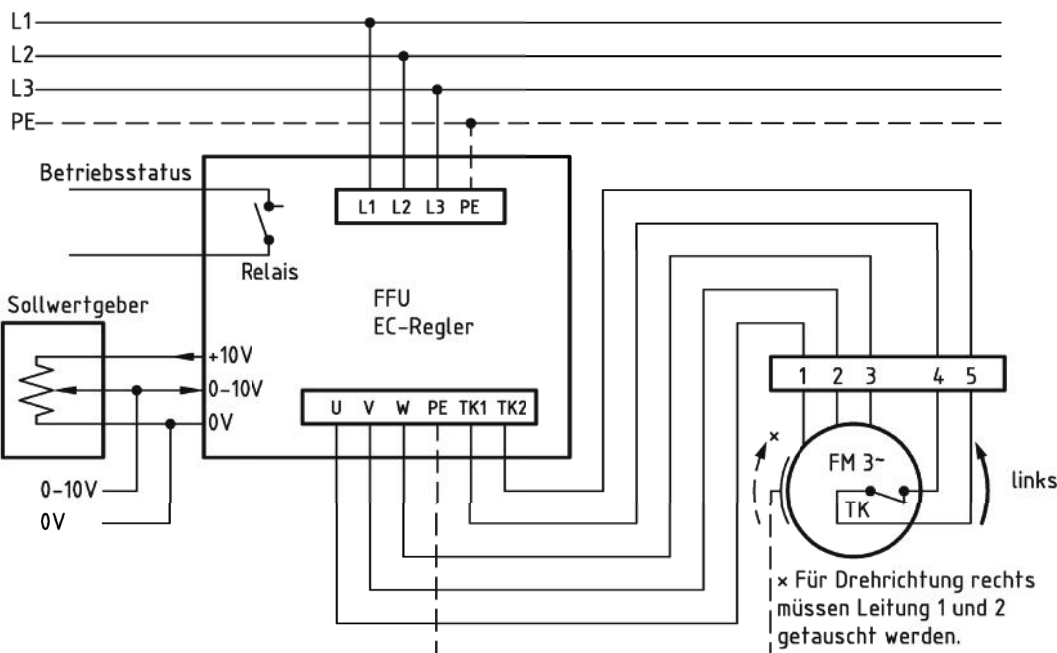 L1
L2
L3
PE
Betriebsstatus
L1 L2 L3 PE
Relais
Sollwertgeber
FFU
EC-Regler
+10V
0-10V
0V
U V W PE TK1 TK2
1 2 3 4 5
×
FM 3~
TK
links
0-10V
0V
× Für Drehrichtung rechts
müssen Leitung 1 und 2
getauscht werden.